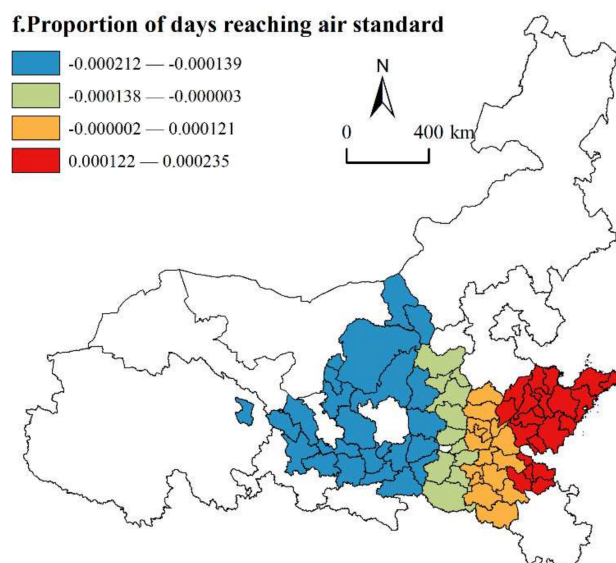 f.Proportion of days reaching air standard
-0.000212 — -0.000139
-0.000138 — -0.000003
-0.000002 — 0.000121
0.000122 — 0.000235
N
0 400 km